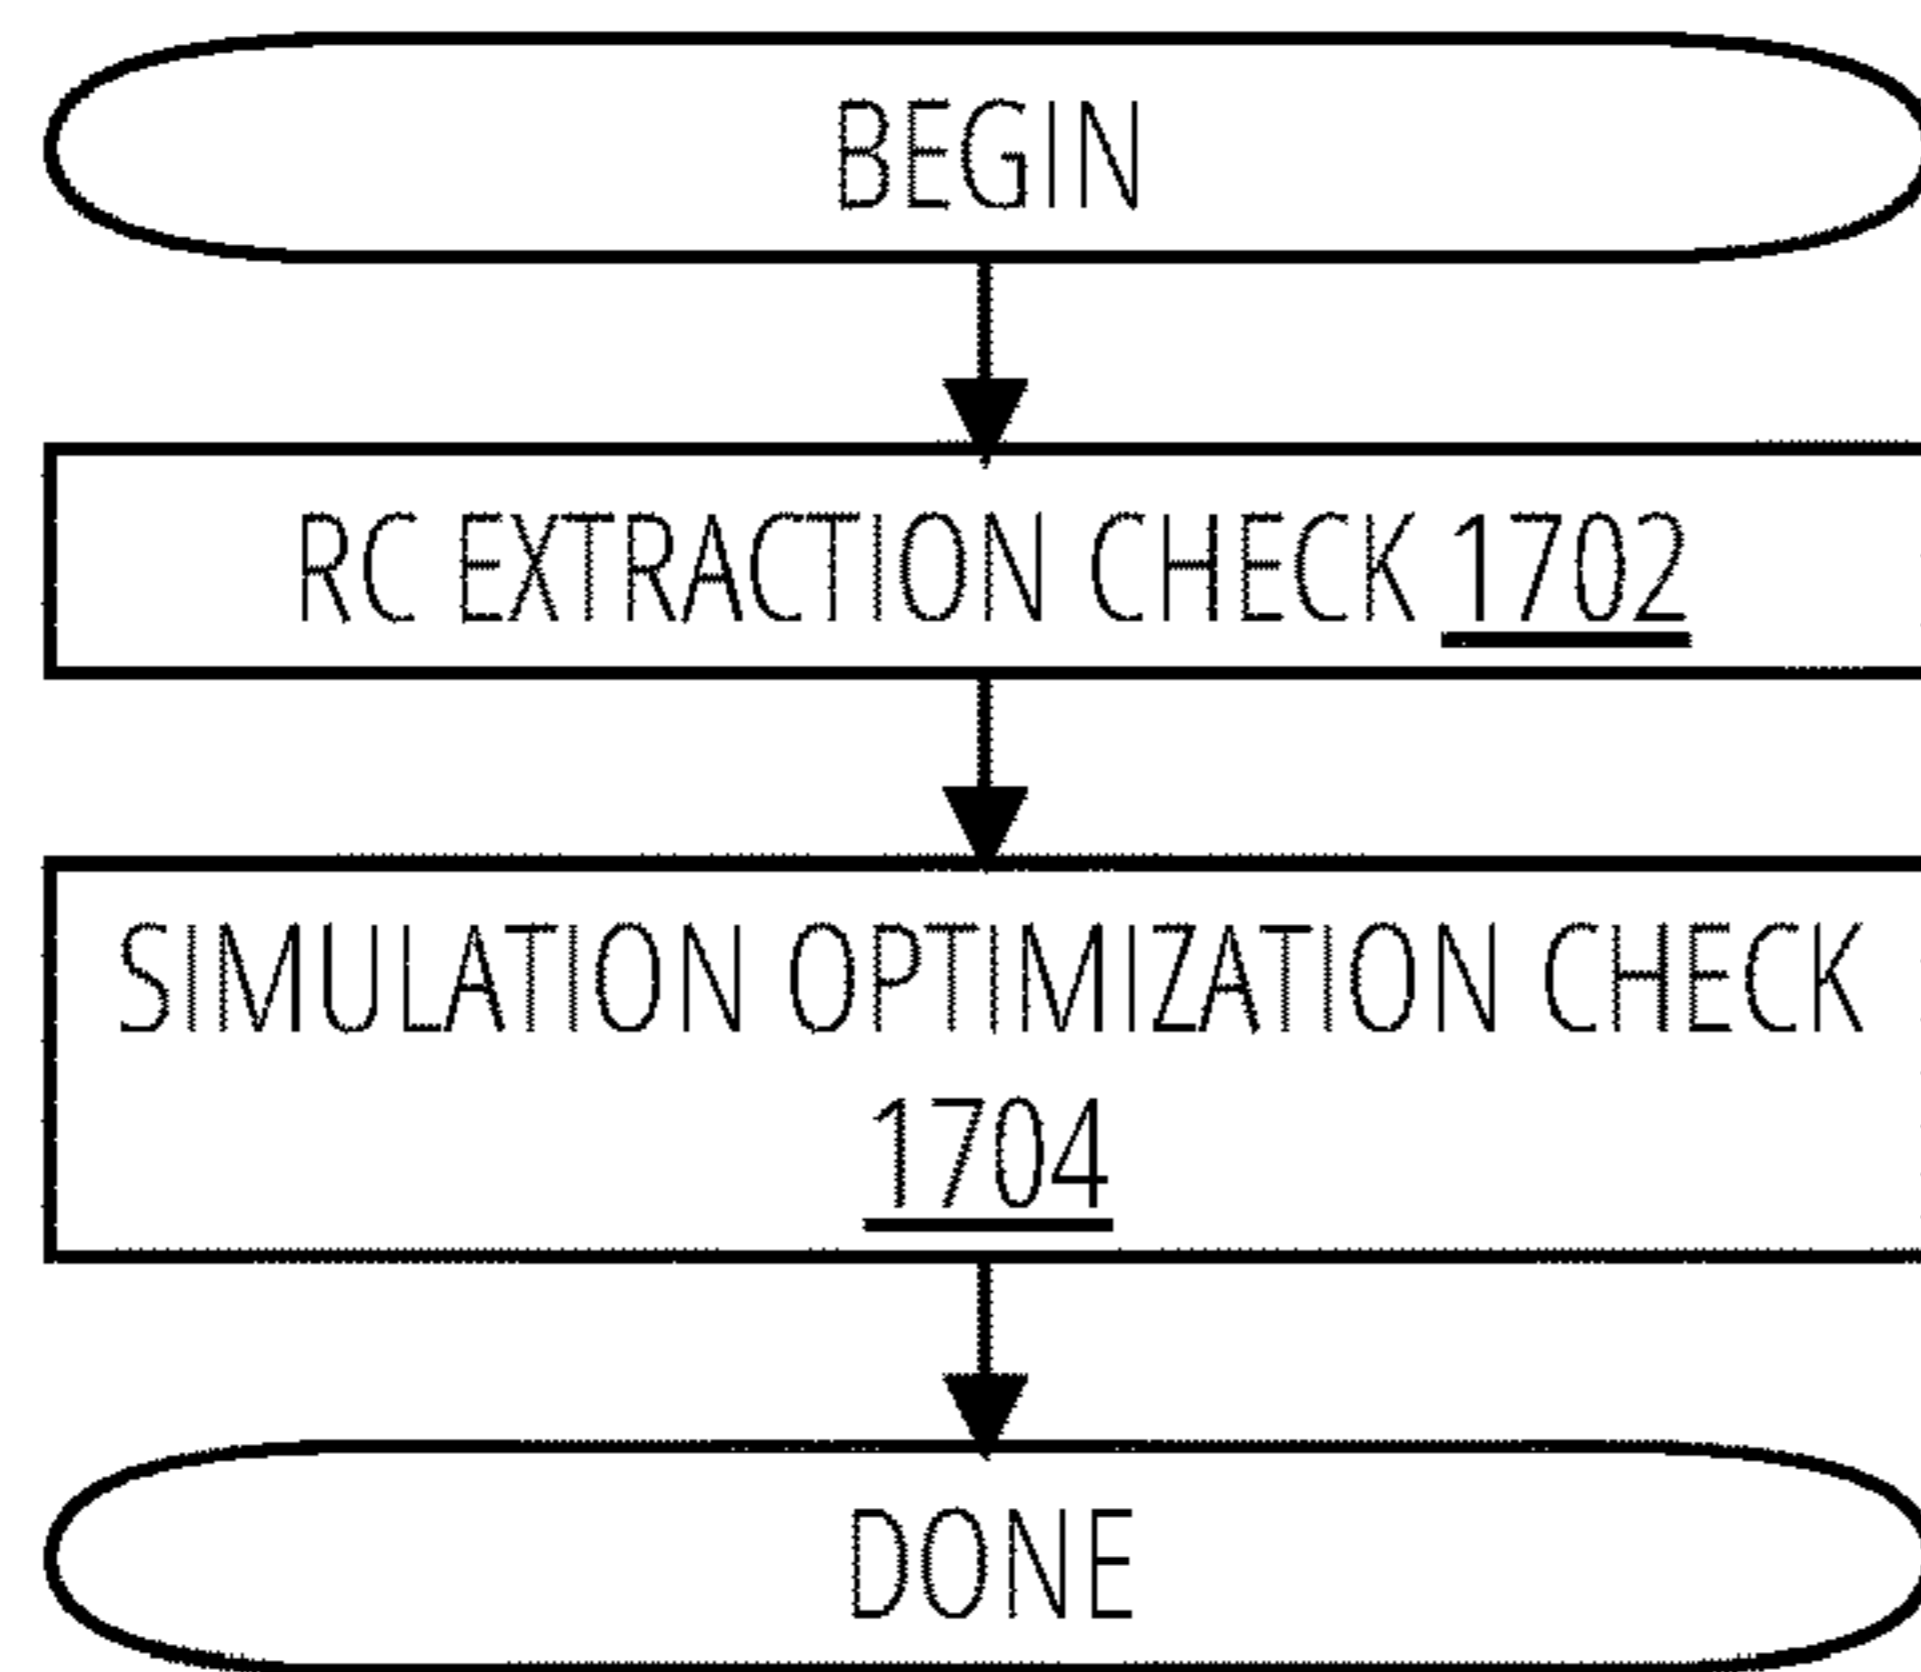 BEGIN
RC EXTRACTION CHECK 1702
SIMULATION OPTIMIZATION CHECK
1704
DONE